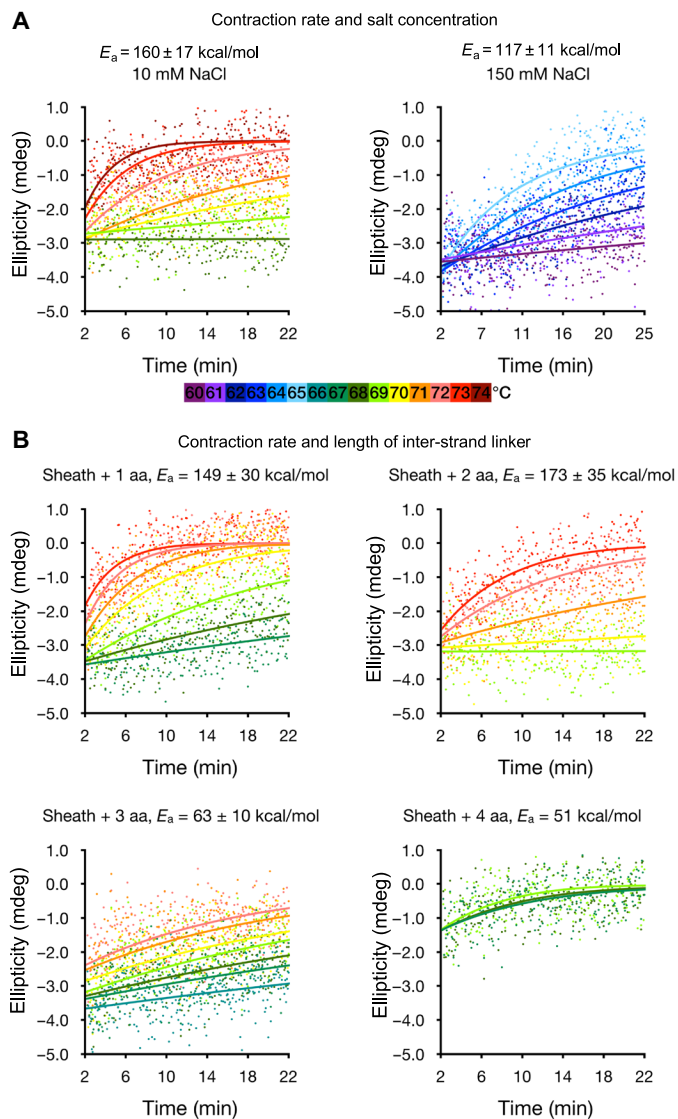 A
Contraction rate and salt concentration
Eₐ = 160 ± 17 kcal/mol
10 mM NaCl
Ellipticity (mdeg)
1.0
0.0
−1.0
−2.0
−3.0
−4.0
−5.0
2 6 10 14 18 22
Time (min)
Eₐ = 117 ± 11 kcal/mol
150 mM NaCl
Ellipticity (mdeg)
1.0
0.0
−1.0
−2.0
−3.0
−4.0
−5.0
2 7 11 16 20 25
Time (min)
60 61 62 63 64 65 66 67 68 69 70 71 72 73 74 °C
B
Contraction rate and length of inter-strand linker
Sheath + 1 aa, Eₐ = 149 ± 30 kcal/mol
Ellipticity (mdeg)
1.0
0.0
−1.0
−2.0
−3.0
−4.0
−5.0
2 6 10 14 18 22
Time (min)
Sheath + 2 aa, Eₐ = 173 ± 35 kcal/mol
Ellipticity (mdeg)
1.0
0.0
−1.0
−2.0
−3.0
−4.0
−5.0
2 6 10 14 18 22
Time (min)
Sheath + 3 aa, Eₐ = 63 ± 10 kcal/mol
Ellipticity (mdeg)
1.0
0.0
−1.0
−2.0
−3.0
−4.0
−5.0
2 6 10 14 18 22
Time (min)
Sheath + 4 aa, Eₐ = 51 kcal/mol
Ellipticity (mdeg)
1.0
0.0
−1.0
−2.0
−3.0
−4.0
−5.0
2 6 10 14 18 22
Time (min)